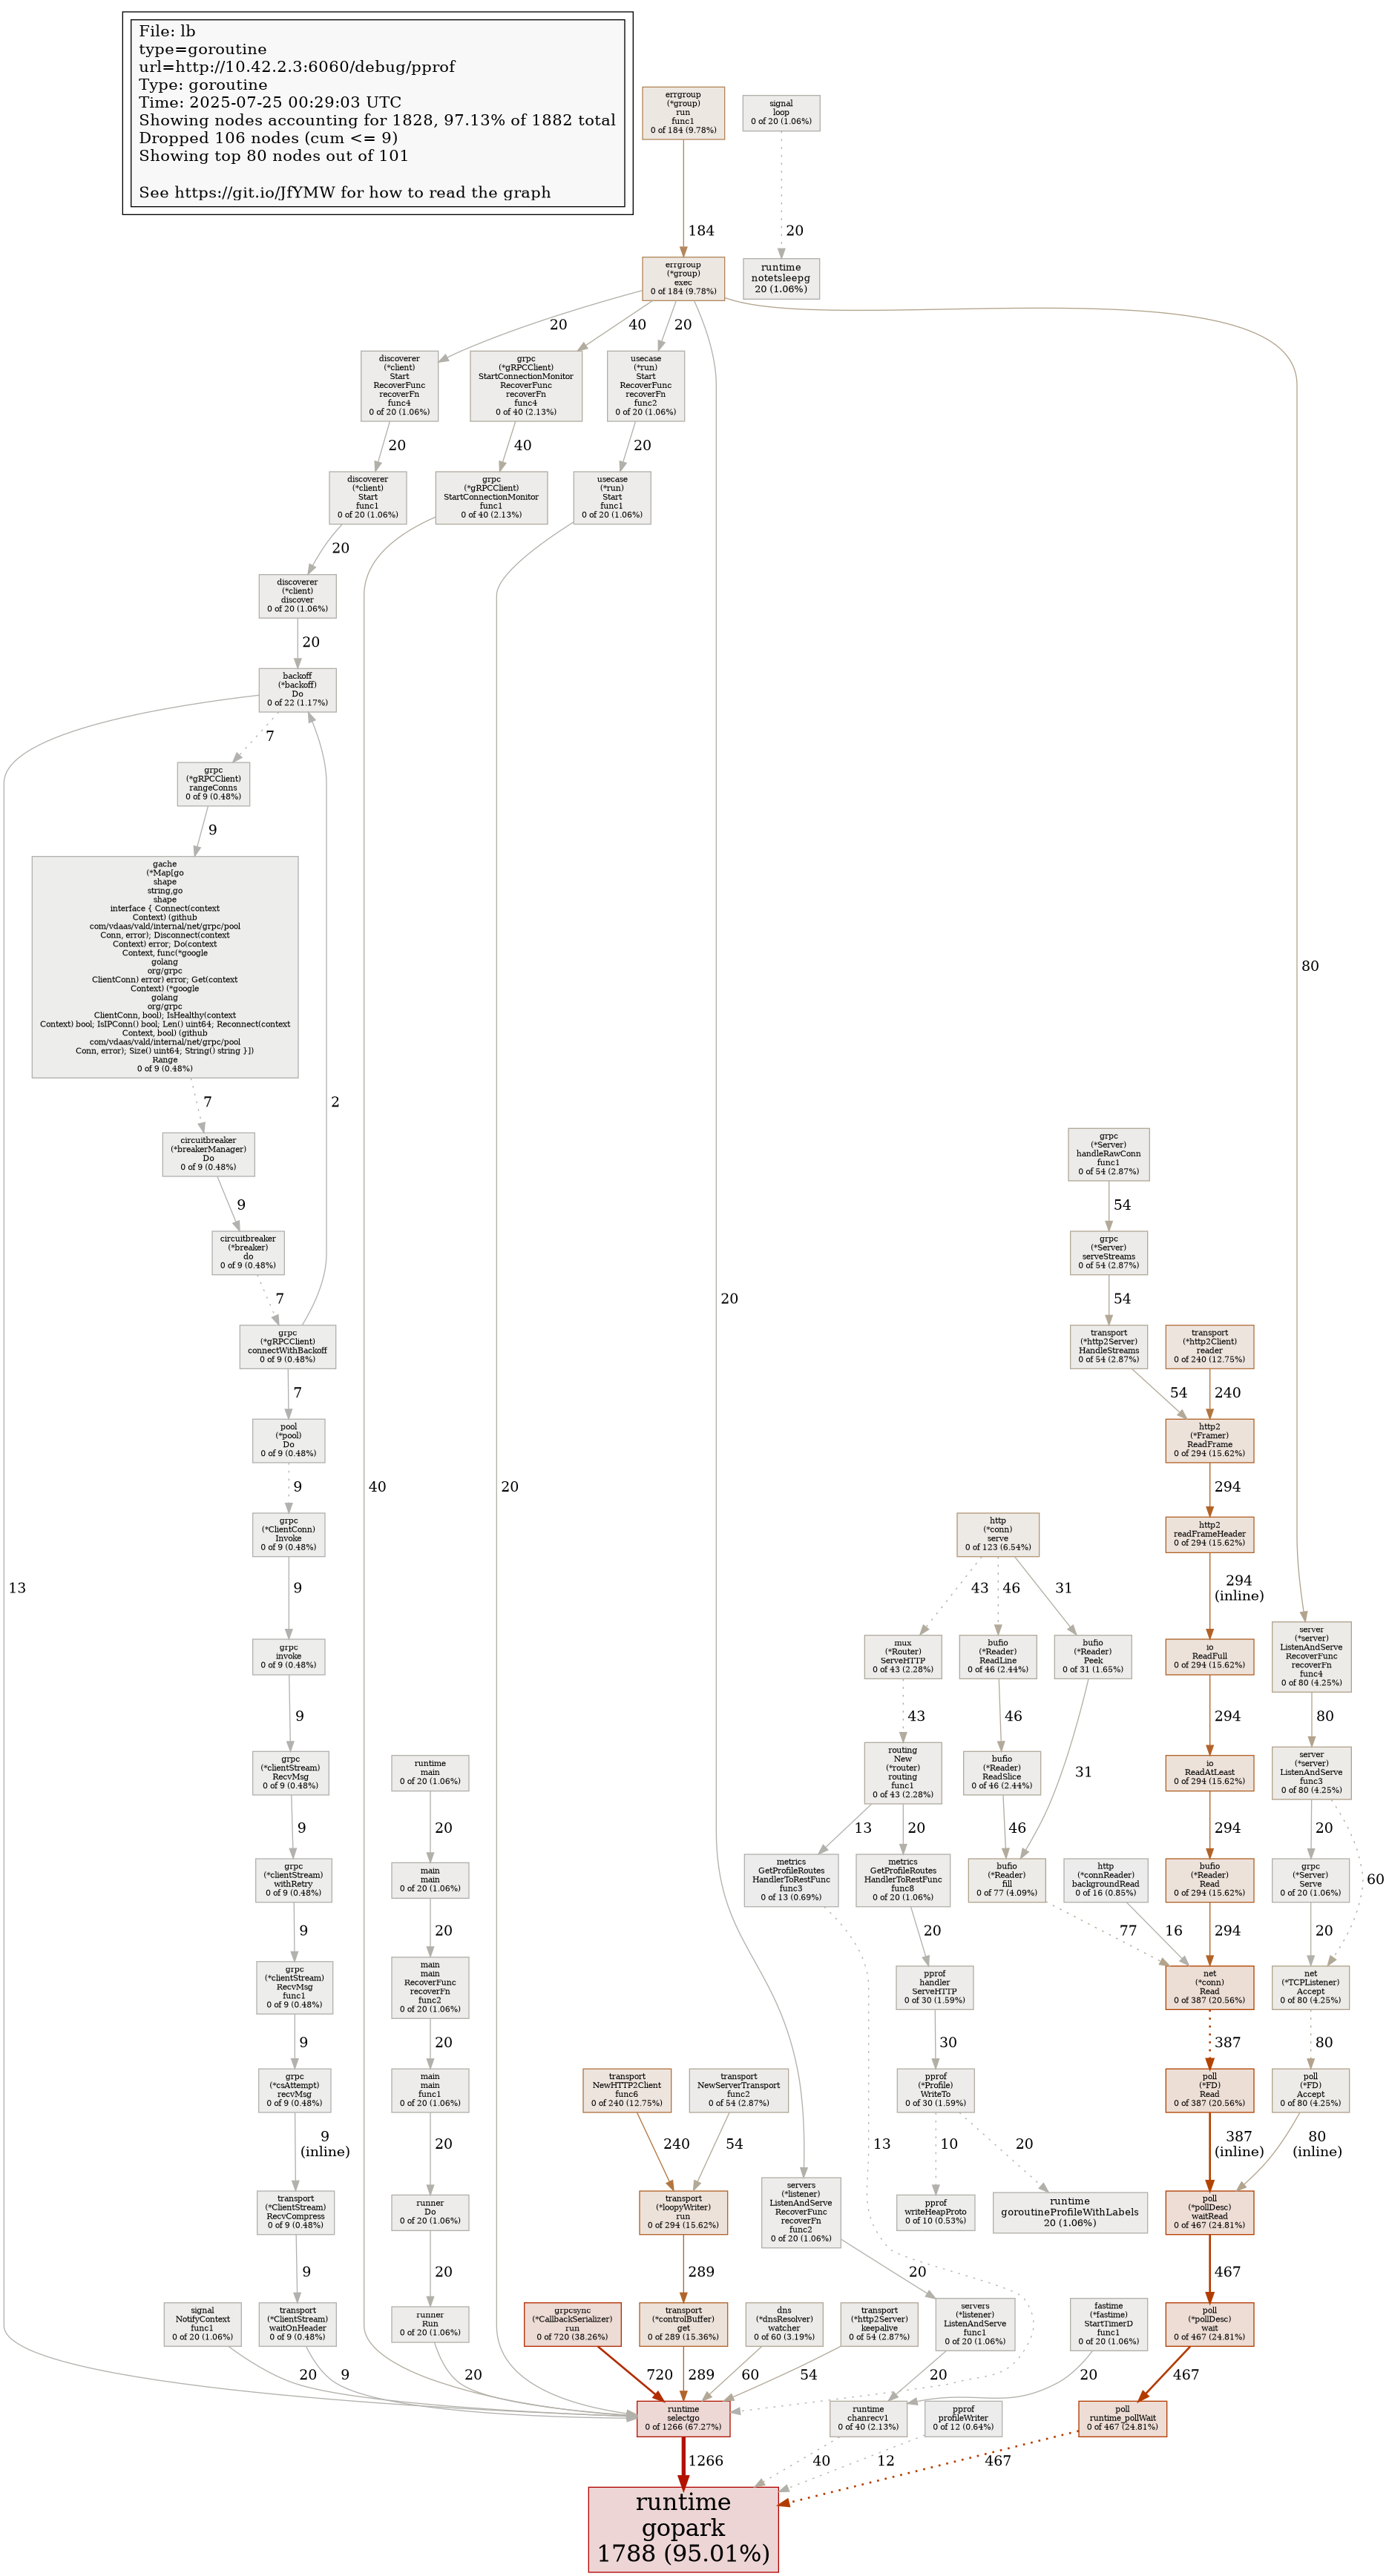 File: lb
type=goroutine
url=http://10.42.2.3:6060/debug/pprof
Type: goroutine
Time: 2025-07-25 00:29:03 UTC
Showing nodes accounting for 1828, 97.13% of 1882 total
Dropped 106 nodes (cum <= 9)
Showing top 80 nodes out of 101
See https://git.io/JfYMW for how to read the graph
errgroup
(*group)
run
func1
0 of 184 (9.78%)
signal
loop
0 of 20 (1.06%)
184
20
errgroup
(*group)
exec
0 of 184 (9.78%)
runtime
notetsleepg
20 (1.06%)
20
40
20
discoverer
(*client)
Start
RecoverFunc
recoverFn
func4
0 of 20 (1.06%)
grpc
(*gRPCClient)
StartConnectionMonitor
RecoverFunc
recoverFn
func4
0 of 40 (2.13%)
usecase
(*run)
Start
RecoverFunc
recoverFn
func2
0 of 20 (1.06%)
20
40
20
discoverer
(*client)
Start
func1
0 of 20 (1.06%)
grpc
(*gRPCClient)
StartConnectionMonitor
func1
0 of 40 (2.13%)
usecase
(*run)
Start
func1
0 of 20 (1.06%)
20
discoverer
(*client)
discover
0 of 20 (1.06%)
20
backoff
(*backoff)
Do
0 of 22 (1.17%)
7
grpc
(*gRPCClient)
rangeConns
0 of 9 (0.48%)
9
gache
(*Map[go
shape
string,go
shape
interface { Connect(context
Context) (github
com/vdaas/vald/internal/net/grpc/pool
Conn, error); Disconnect(context
Context) error; Do(context
Context, func(*google
golang
org/grpc
ClientConn) error) error; Get(context
Context) (*google
golang
org/grpc
ClientConn, bool); IsHealthy(context
Context) bool; IsIPConn() bool; Len() uint64; Reconnect(context
Context, bool) (github
com/vdaas/vald/internal/net/grpc/pool
Conn, error); Size() uint64; String() string }])
Range
0 of 9 (0.48%)
80
7
2
circuitbreaker
(*breakerManager)
Do
0 of 9 (0.48%)
grpc
(*Server)
handleRawConn
func1
0 of 54 (2.87%)
9
54
circuitbreaker
(*breaker)
do
0 of 9 (0.48%)
grpc
(*Server)
serveStreams
0 of 54 (2.87%)
7
20
54
grpc
(*gRPCClient)
connectWithBackoff
0 of 9 (0.48%)
transport
(*http2Server)
HandleStreams
0 of 54 (2.87%)
transport
(*http2Client)
reader
0 of 240 (12.75%)
7
54
240
pool
(*pool)
Do
0 of 9 (0.48%)
http2
(*Framer)
ReadFrame
0 of 294 (15.62%)
9
40
20
294
grpc
(*ClientConn)
Invoke
0 of 9 (0.48%)
http
(*conn)
serve
0 of 123 (6.54%)
http2
readFrameHeader
0 of 294 (15.62%)
13
9
43
46
31
294
(inline)
grpc
invoke
0 of 9 (0.48%)
mux
(*Router)
ServeHTTP
0 of 43 (2.28%)
bufio
(*Reader)
ReadLine
0 of 46 (2.44%)
bufio
(*Reader)
Peek
0 of 31 (1.65%)
io
ReadFull
0 of 294 (15.62%)
server
(*server)
ListenAndServe
RecoverFunc
recoverFn
func4
0 of 80 (4.25%)
9
43
46
294
80
grpc
(*clientStream)
RecvMsg
0 of 9 (0.48%)
runtime
main
0 of 20 (1.06%)
routing
New
(*router)
routing
func1
0 of 43 (2.28%)
bufio
(*Reader)
ReadSlice
0 of 46 (2.44%)
31
io
ReadAtLeast
0 of 294 (15.62%)
server
(*server)
ListenAndServe
func3
0 of 80 (4.25%)
9
20
13
20
46
294
20
60
grpc
(*clientStream)
withRetry
0 of 9 (0.48%)
main
main
0 of 20 (1.06%)
metrics
GetProfileRoutes
HandlerToRestFunc
func3
0 of 13 (0.69%)
metrics
GetProfileRoutes
HandlerToRestFunc
func8
0 of 20 (1.06%)
bufio
(*Reader)
fill
0 of 77 (4.09%)
http
(*connReader)
backgroundRead
0 of 16 (0.85%)
bufio
(*Reader)
Read
0 of 294 (15.62%)
grpc
(*Server)
Serve
0 of 20 (1.06%)
9
20
20
77
16
294
20
grpc
(*clientStream)
RecvMsg
func1
0 of 9 (0.48%)
main
main
RecoverFunc
recoverFn
func2
0 of 20 (1.06%)
pprof
handler
ServeHTTP
0 of 30 (1.59%)
net
(*conn)
Read
0 of 387 (20.56%)
net
(*TCPListener)
Accept
0 of 80 (4.25%)
9
20
30
387
80
grpc
(*csAttempt)
recvMsg
0 of 9 (0.48%)
main
main
func1
0 of 20 (1.06%)
transport
NewHTTP2Client
func6
0 of 240 (12.75%)
transport
NewServerTransport
func2
0 of 54 (2.87%)
pprof
(*Profile)
WriteTo
0 of 30 (1.59%)
poll
(*FD)
Read
0 of 387 (20.56%)
poll
(*FD)
Accept
0 of 80 (4.25%)
9
(inline)
20
240
54
13
10
20
387
(inline)
80
(inline)
transport
(*ClientStream)
RecvCompress
0 of 9 (0.48%)
runner
Do
0 of 20 (1.06%)
transport
(*loopyWriter)
run
0 of 294 (15.62%)
servers
(*listener)
ListenAndServe
RecoverFunc
recoverFn
func2
0 of 20 (1.06%)
pprof
writeHeapProto
0 of 10 (0.53%)
runtime
goroutineProfileWithLabels
20 (1.06%)
poll
(*pollDesc)
waitRead
0 of 467 (24.81%)
9
20
289
20
467
signal
NotifyContext
func1
0 of 20 (1.06%)
transport
(*ClientStream)
waitOnHeader
0 of 9 (0.48%)
runner
Run
0 of 20 (1.06%)
grpcsync
(*CallbackSerializer)
run
0 of 720 (38.26%)
transport
(*controlBuffer)
get
0 of 289 (15.36%)
dns
(*dnsResolver)
watcher
0 of 60 (3.19%)
transport
(*http2Server)
keepalive
0 of 54 (2.87%)
servers
(*listener)
ListenAndServe
func1
0 of 20 (1.06%)
fastime
(*fastime)
StartTimerD
func1
0 of 20 (1.06%)
poll
(*pollDesc)
wait
0 of 467 (24.81%)
20
9
20
720
289
60
54
20
20
467
runtime
selectgo
0 of 1266 (67.27%)
runtime
chanrecv1
0 of 40 (2.13%)
pprof
profileWriter
0 of 12 (0.64%)
poll
runtime_pollWait
0 of 467 (24.81%)
1266
40
12
467
runtime
gopark
1788 (95.01%)